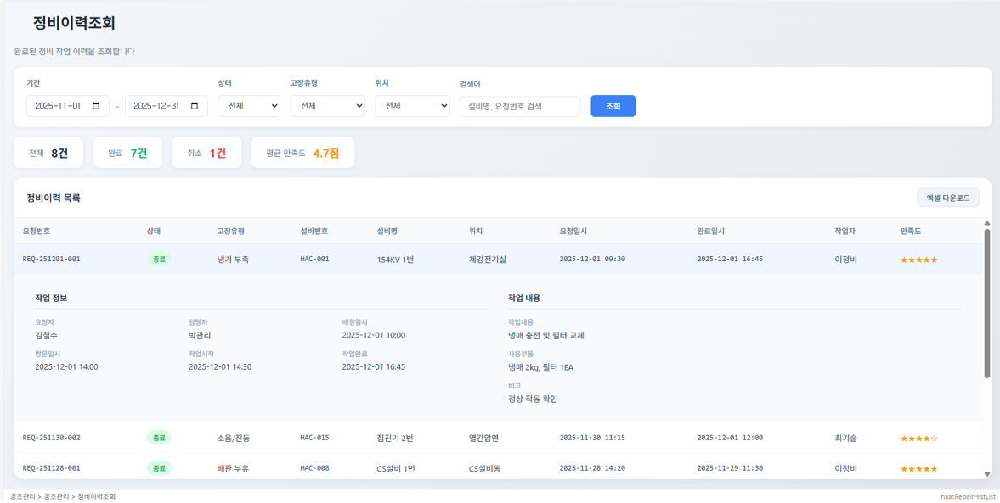 정비이력조회
완료된 정비 작업 이력을 조회합니다
기간 상태 고장유형 위치 검색어
2025-11-01 ~ 2025-12-31 전체 전체 전체 설비명, 요청번호 검색 조회
전체 8건 완료 7건 취소 1건 평균 만족도 4.7점
정비이력 목록 엑셀 다운로드
요청번호 상태 고장유형 설비번호 설비명 위치 요청일시 완료일시 작업자 만족도
REQ-251201-001 종료 냉기 부족 HAC-001 154KV 1번 제강전기실 2025-12-01 09:30 2025-12-01 16:45 이정비 ★★★★★
작업 정보 작업 내용
요청자 담당자 배정일시 작업내용
김철수 박관리 2025-12-01 10:00 냉매 충전 및 필터 교체
방문일시 작업시작 작업완료 사용부품
2025-12-01 14:00 2025-12-01 14:30 2025-12-01 16:45 냉매 2kg, 필터 1EA
비고
정상 작동 확인
REQ-251130-002 종료 소음/진동 HAC-015 집진기 2번 열간압연 2025-11-30 11:15 2025-12-01 12:00 최기술 ★★★★☆
REQ-251128-001 종료 배관 누유 HAC-008 CS설비 1번 CS설비동 2025-11-28 14:20 2025-11-29 11:30 이정비 ★★★★★
공조관리 > 공조관리 > 정비이력조회 haa::RepairHistList